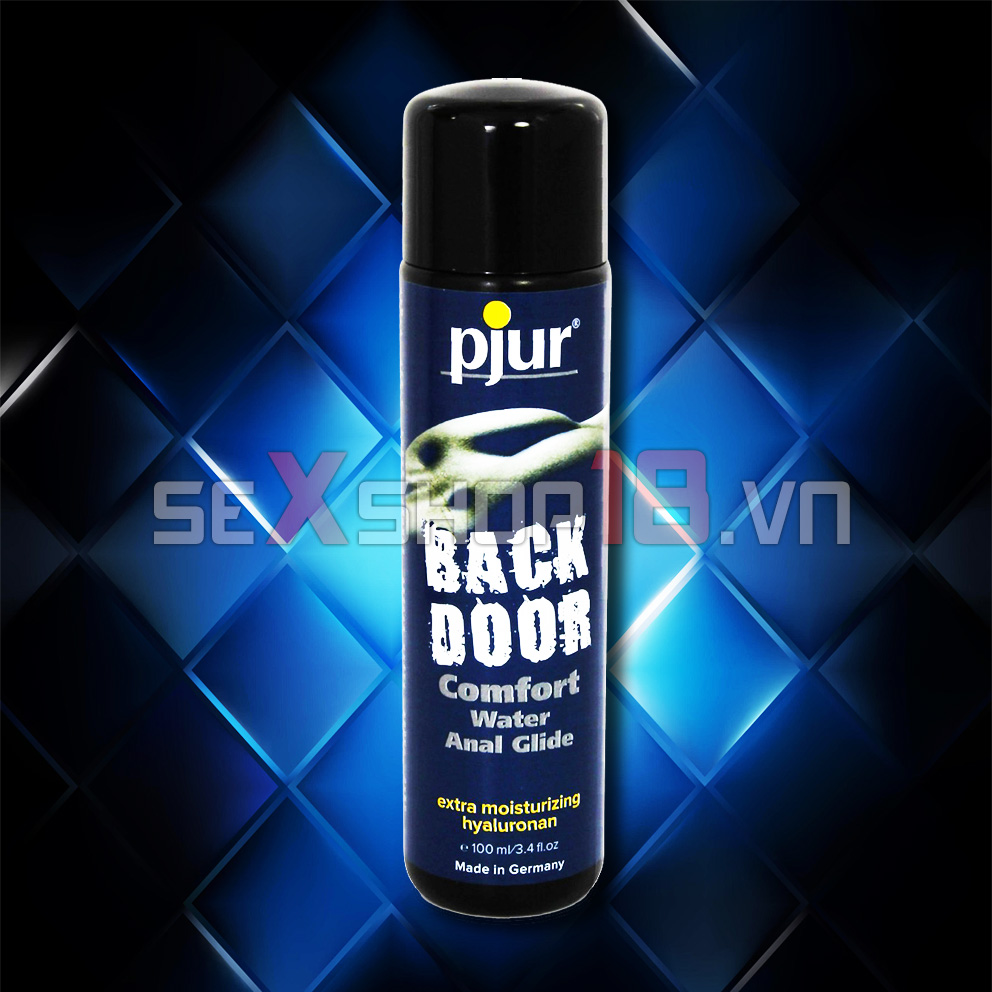 pjur®
SEXSHOP18.VN
BACK
DOOR
Comfort
Water
Anal Glide
extra moisturizing
hyaluronan
e 100 ml/3.4 fl.oz
Made in Germany